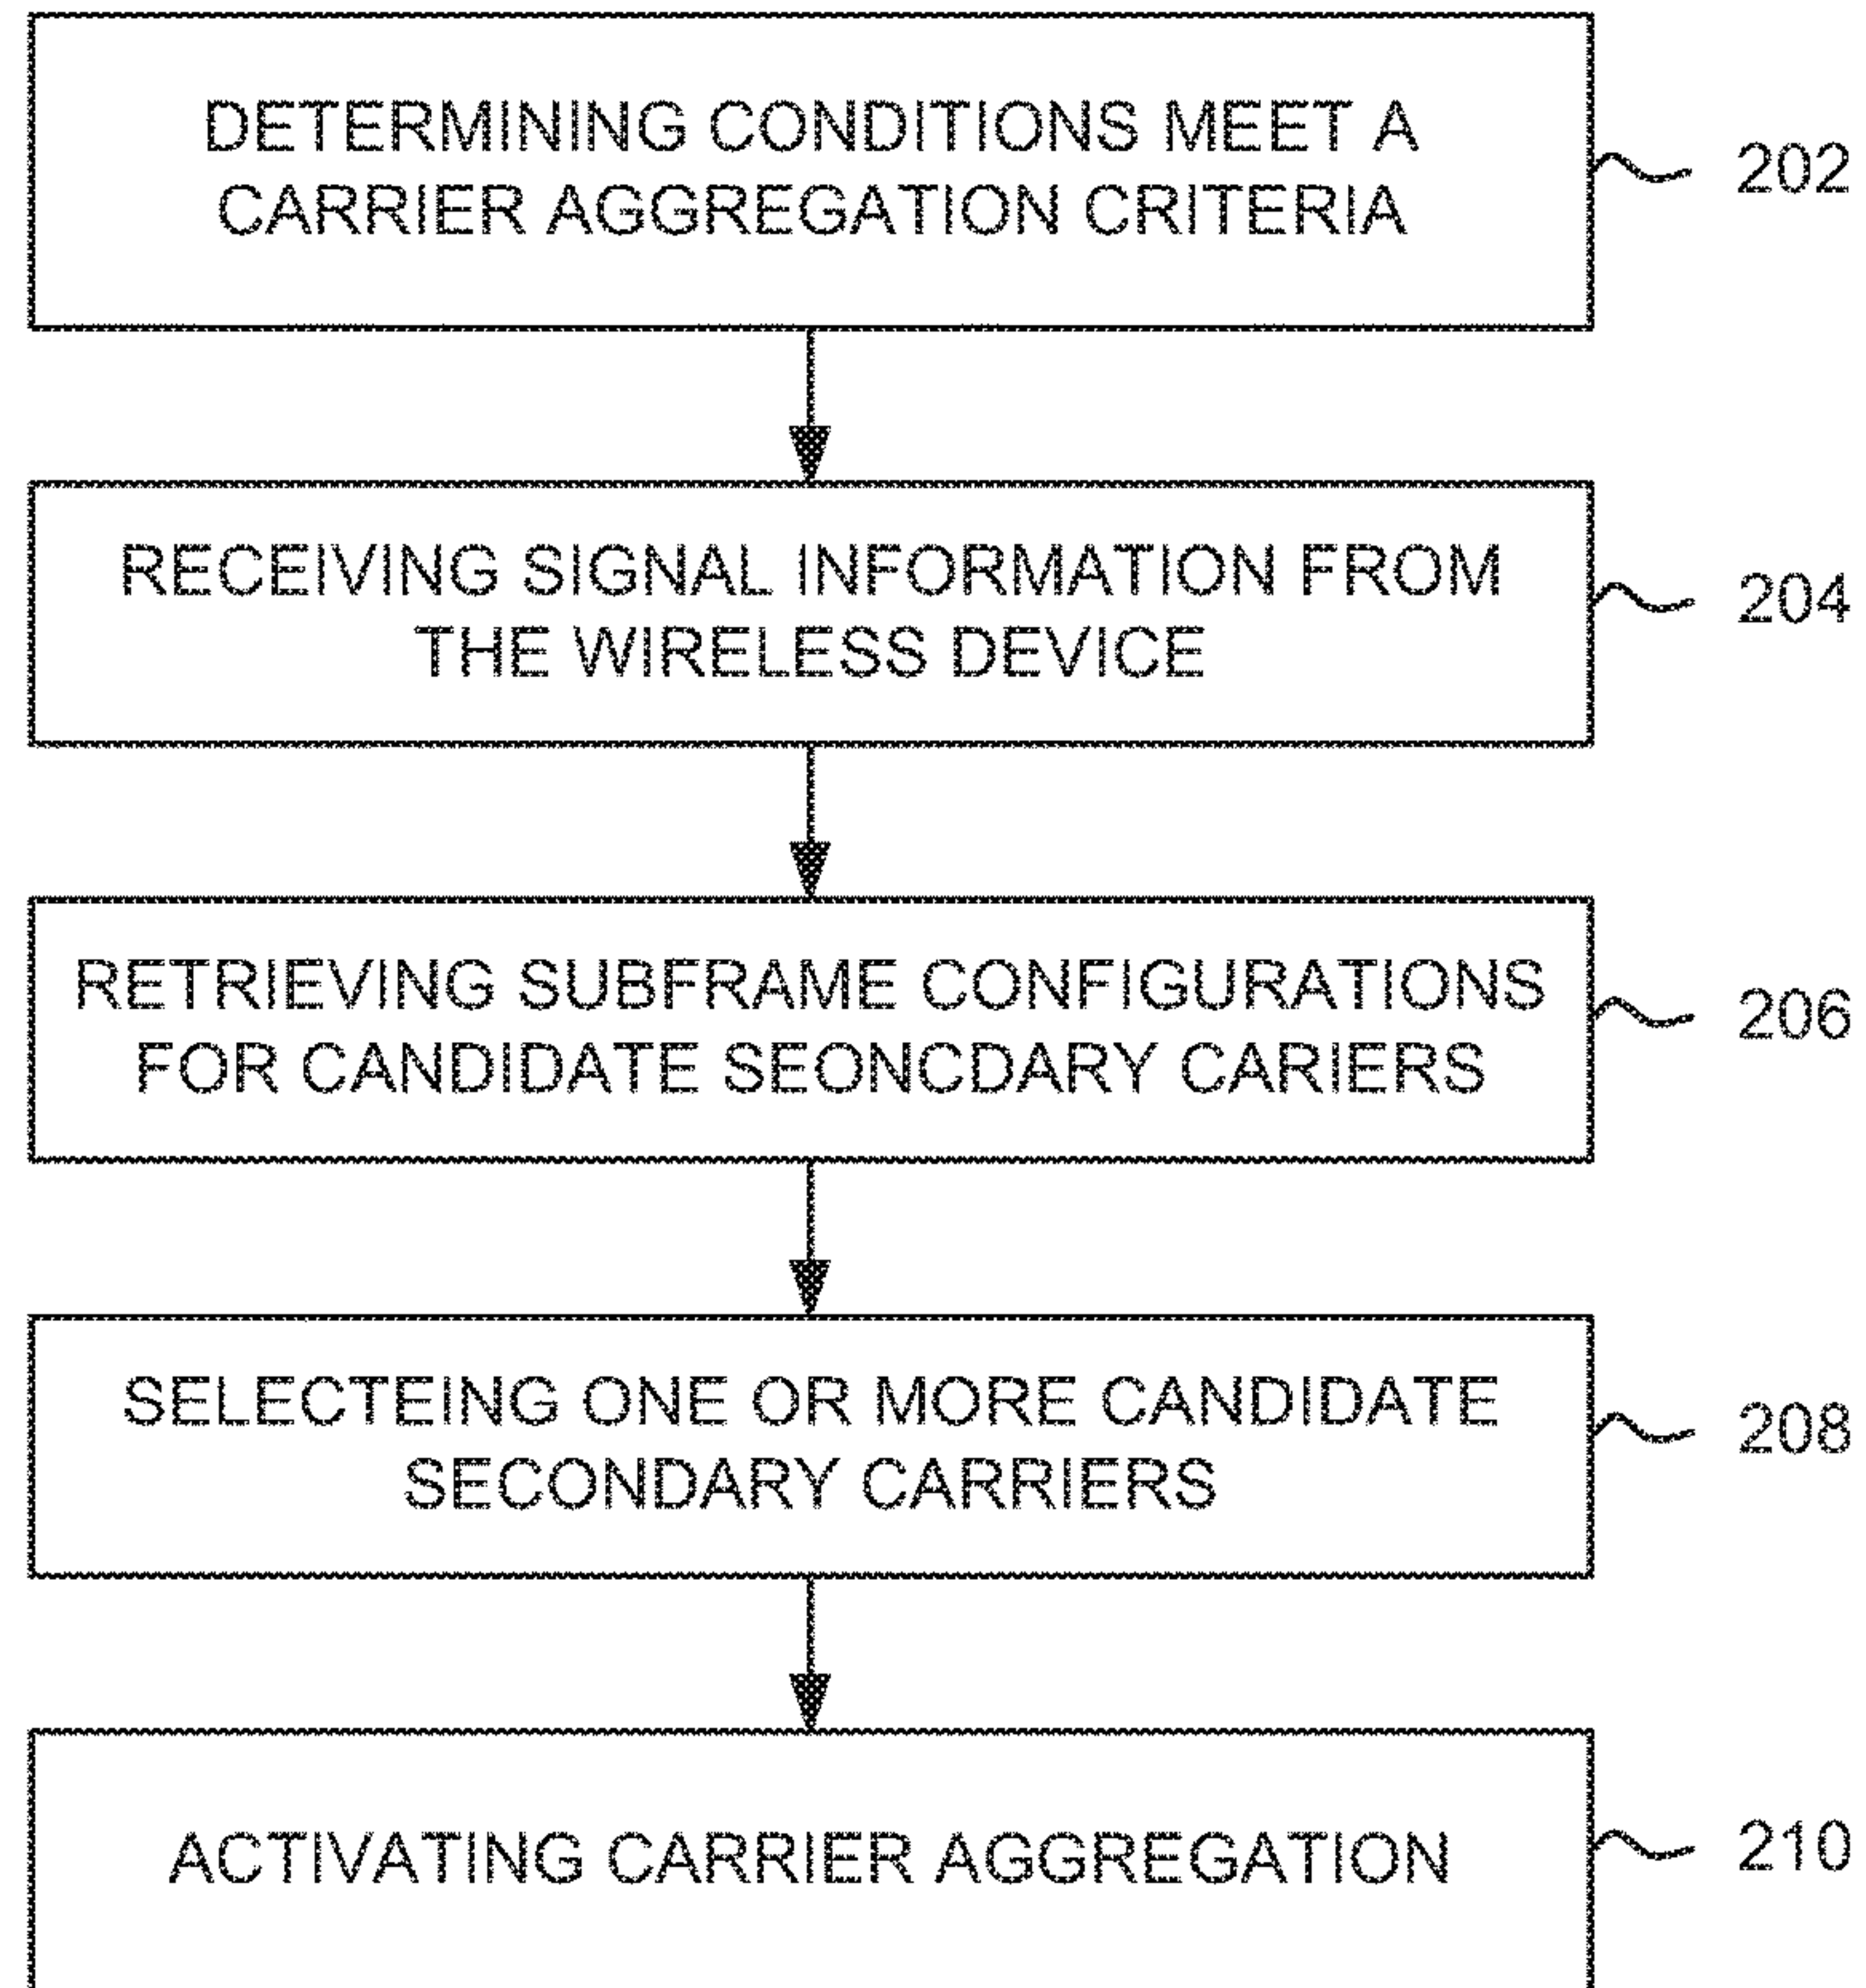 DETERMINING CONDITIONS MEET A
CARRIER AGGREGATION CRITERIA
202
RECEIVING SIGNAL INFORMATION FROM
THE WIRELESS DEVICE
204
RETRIEVING SUBFRAME CONFIGURATIONS
FOR CANDIDATE SEONCDARY CARIERS
206
SELECTEING ONE OR MORE CANDIDATE
SECONDARY CARRIERS
208
ACTIVATING CARRIER AGGREGATION
210